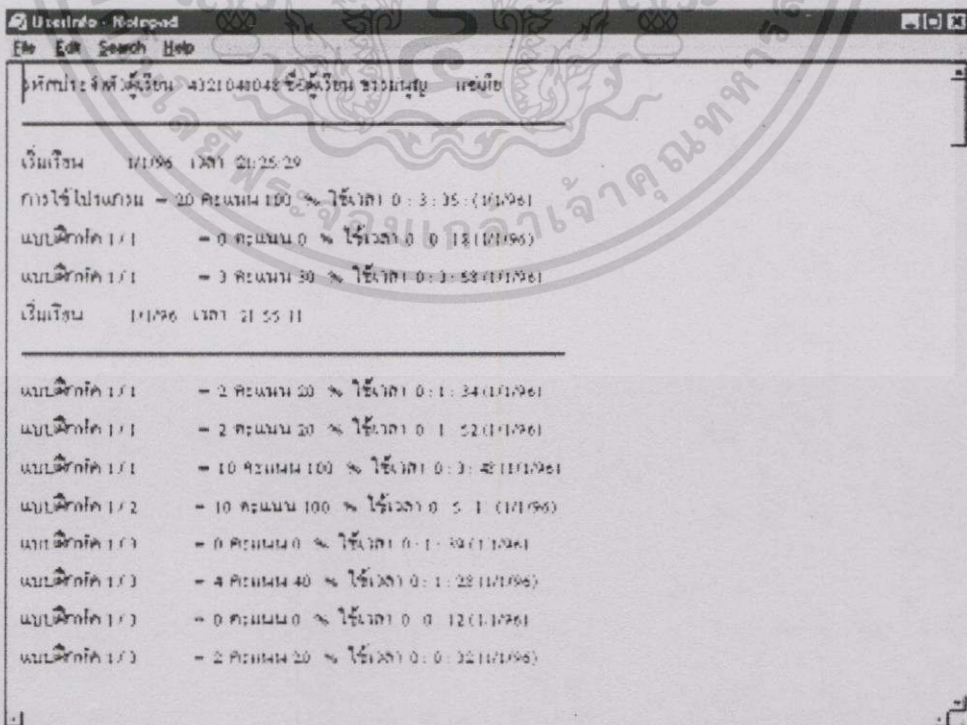 UserInfo - Notepad
File Edit Search Help
รหัสประจำตัวผู้เรียน 4321041048 ชื่อผู้เรียน ธรรมนูญ
เริ่มเรียน 1/1/96 เวลา 21:25:29
การใช้โปรแกรม = 20 คะแนน 100 % ใช้เวลา 0 : 3 : 35 : (1/1/96)
แบบฝึกหัด 1 / 1 = 0 คะแนน 0 % ใช้เวลา 0 : 0 : 18 (1/1/96)
แบบฝึกหัด 1 / 1 = 3 คะแนน 30 % ใช้เวลา 0 : 3 : 58 (1/1/96)
เริ่มเรียน 1/1/96 เวลา 21:55:11
แบบฝึกหัด 1 / 1 = 2 คะแนน 20 % ใช้เวลา 0 : 1 : 34 (1/1/96)
แบบฝึกหัด 1 / 1 = 2 คะแนน 20 % ใช้เวลา 0 : 1 : 52 (1/1/96)
แบบฝึกหัด 1 / 1 = 10 คะแนน 100 % ใช้เวลา 0 : 3 : 48 (1/1/96)
แบบฝึกหัด 1 / 2 = 10 คะแนน 100 % ใช้เวลา 0 : 5 : 1 : (1/1/96)
แบบฝึกหัด 1 / 3 = 0 คะแนน 0 % ใช้เวลา 0 : 1 : 39 (1/1/96)
แบบฝึกหัด 1 / 3 = 4 คะแนน 40 % ใช้เวลา 0 : 1 : 28 (1/1/96)
แบบฝึกหัด 1 / 3 = 0 คะแนน 0 % ใช้เวลา 0 : 0 : 12 (1/1/96)
แบบฝึกหัด 1 / 3 = 2 คะแนน 20 % ใช้เวลา 0 : 0 : 32 (1/1/96)